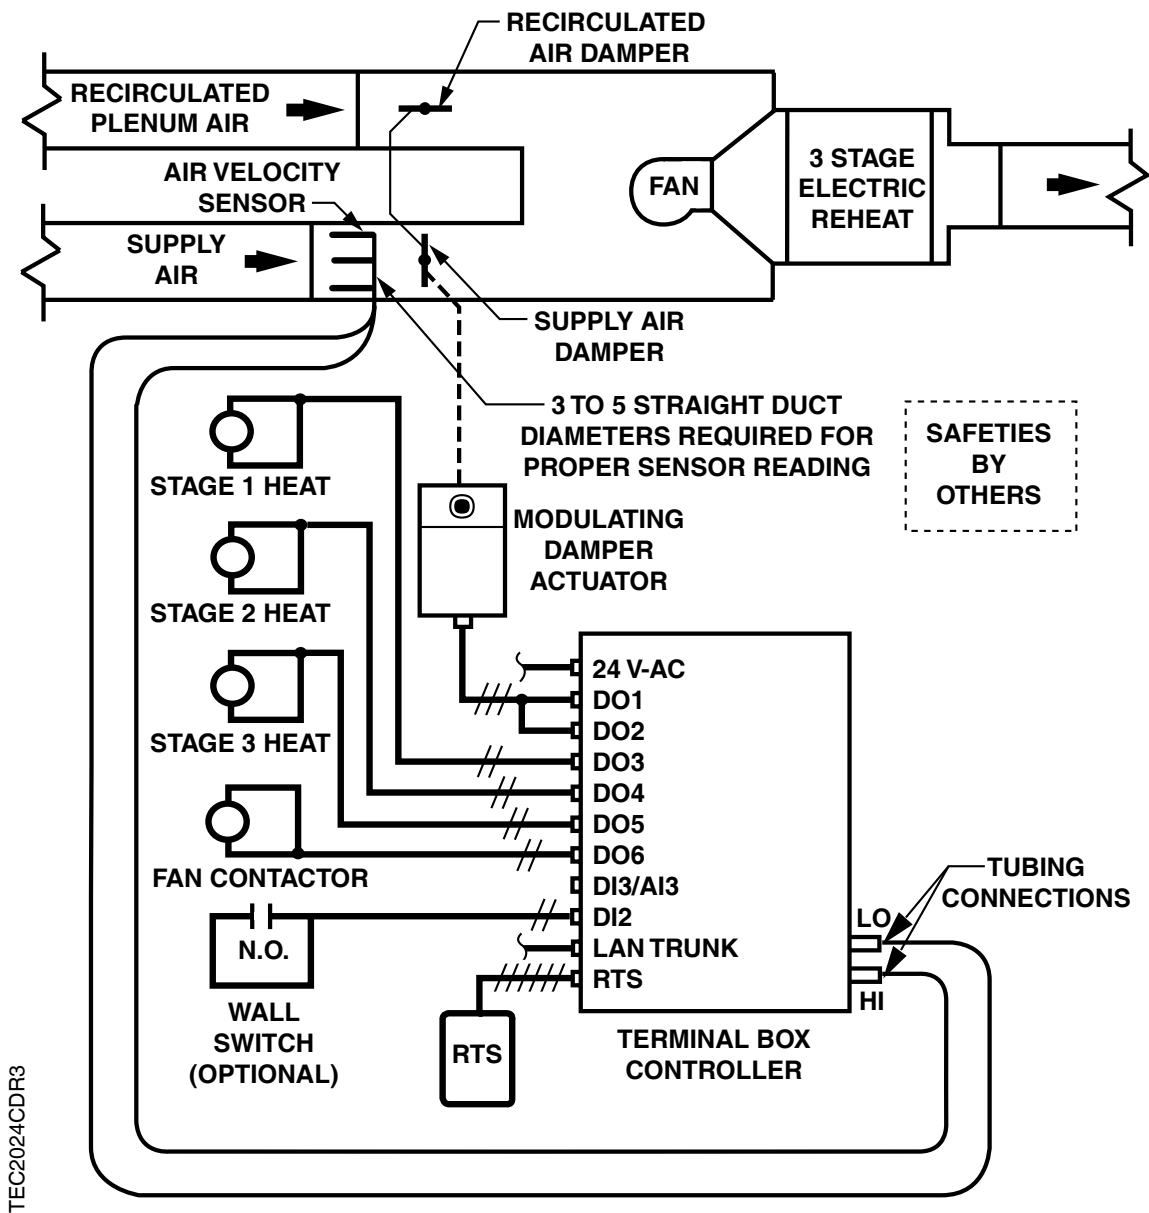 RECIRCULATED
AIR DAMPER
RECIRCULATED
PLENUM AIR
AIR VELOCITY
SENSOR
SUPPLY
AIR
FAN
3 STAGE
ELECTRIC
REHEAT
SUPPLY AIR
DAMPER
3 TO 5 STRAIGHT DUCT
DIAMETERS REQUIRED FOR
PROPER SENSOR READING
SAFETIES
BY
OTHERS
STAGE 1 HEAT
MODULATING
DAMPER
ACTUATOR
STAGE 2 HEAT
STAGE 3 HEAT
FAN CONTACTOR
N.O.
WALL
SWITCH
(OPTIONAL)
RTS
24 V-AC
DO1
DO2
DO3
DO4
DO5
DO6
DI3/AI3
DI2
LAN TRUNK
RTS
LO
HI
TUBING
CONNECTIONS
TERMINAL BOX
CONTROLLER
TEC2024CDR3